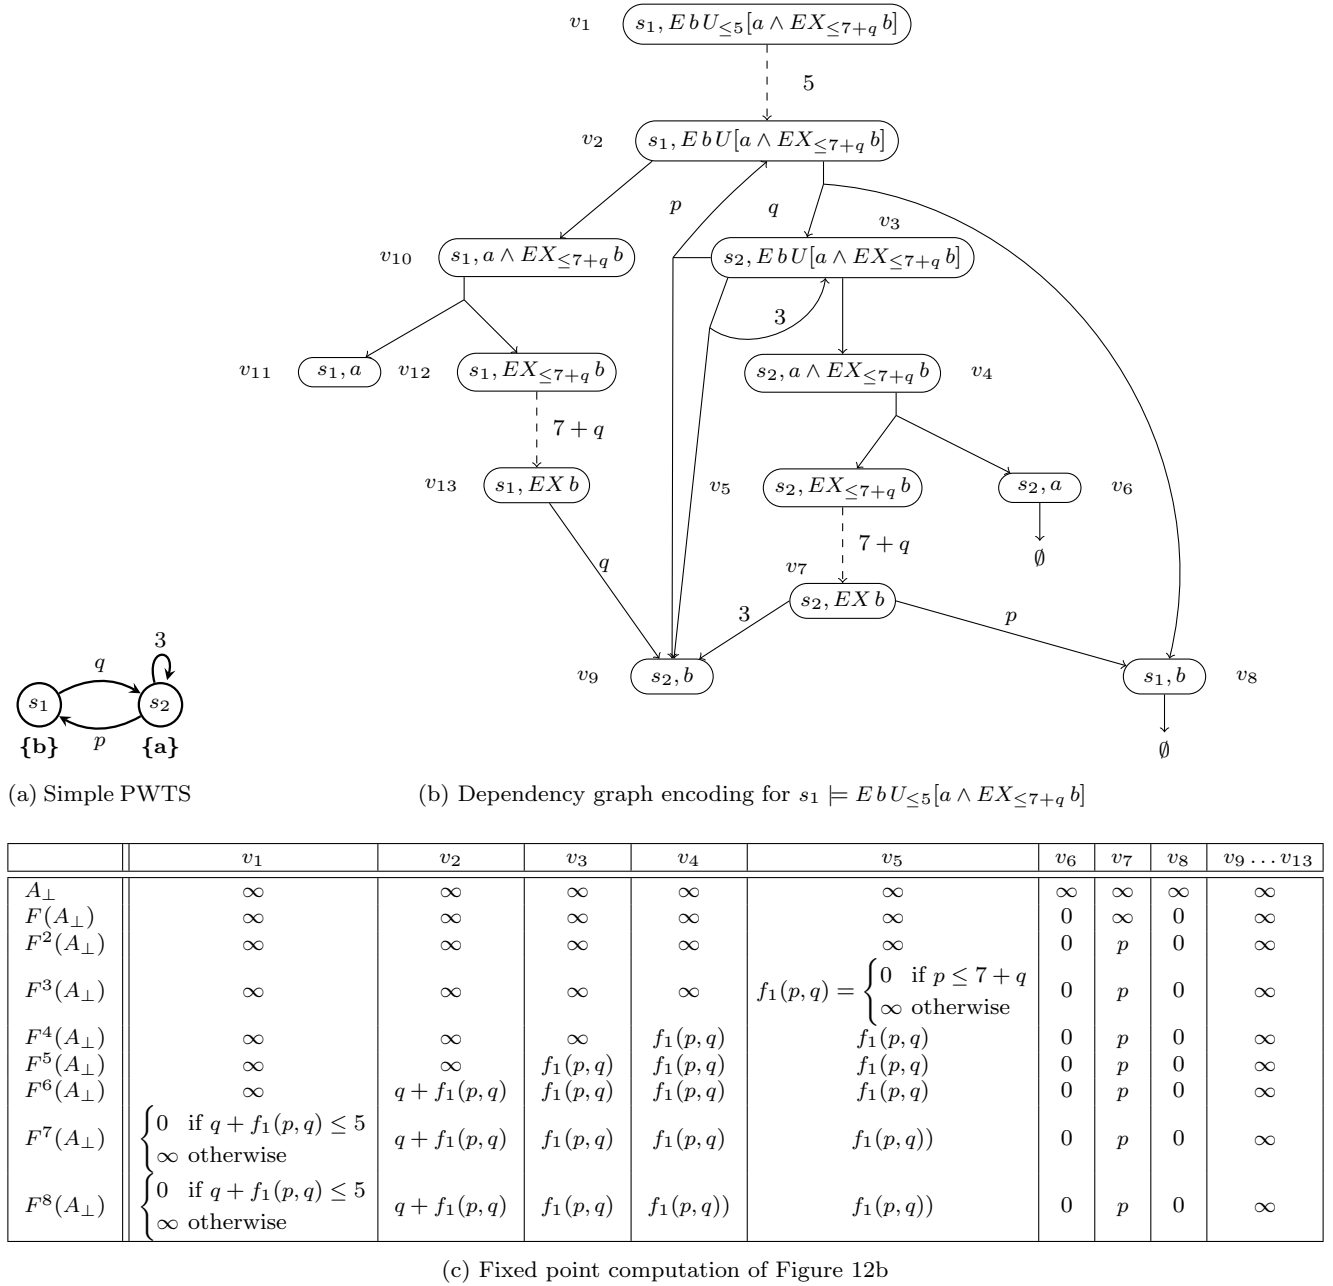 v₁ s₁, E b U≤5[a ∧ EX≤7+q b]
5
v₂ s₁, E b U[a ∧ EX≤7+q b]
p q v₃
v₁₀ s₁, a ∧ EX≤7+q b s₂, E b U[a ∧ EX≤7+q b]
3
v₁₁ s₁, a v₁₂ s₁, EX≤7+q b s₂, a ∧ EX≤7+q b v₄
7 + q
v₁₃ s₁, EX b v₅ s₂, EX≤7+q b s₂, a v₆
7 + q ∅
q v₇ s₂, EX b
3 p
v₉ s₂, b s₁, b v₈
∅
3
q
s₁ s₂
{b} p {a}
(a) Simple PWTS (b) Dependency graph encoding for s₁ ⊨ E b U≤5[a ∧ EX≤7+q b]
v₁ v₂ v₃ v₄ v₅ v₆ v₇ v₈ v₉ … v₁₃
A⊥ ∞ ∞ ∞ ∞ ∞ ∞ ∞ ∞ ∞
F(A⊥) ∞ ∞ ∞ ∞ ∞ 0 ∞ 0 ∞
F²(A⊥) ∞ ∞ ∞ ∞ ∞ 0 p 0 ∞
F³(A⊥) ∞ ∞ ∞ ∞ f₁(p, q) = {0 if p ≤ 7 + q 0 p 0 ∞
∞ otherwise
F⁴(A⊥) ∞ ∞ ∞ f₁(p, q) f₁(p, q) 0 p 0 ∞
F⁵(A⊥) ∞ ∞ f₁(p, q) f₁(p, q) f₁(p, q) 0 p 0 ∞
F⁶(A⊥) ∞ q + f₁(p, q) f₁(p, q) f₁(p, q) f₁(p, q) 0 p 0 ∞
F⁷(A⊥) {0 if q + f₁(p, q) ≤ 5 q + f₁(p, q) f₁(p, q) f₁(p, q) f₁(p, q)) 0 p 0 ∞
∞ otherwise
F⁸(A⊥) {0 if q + f₁(p, q) ≤ 5 q + f₁(p, q) f₁(p, q) f₁(p, q)) f₁(p, q)) 0 p 0 ∞
∞ otherwise
(c) Fixed point computation of Figure 12b